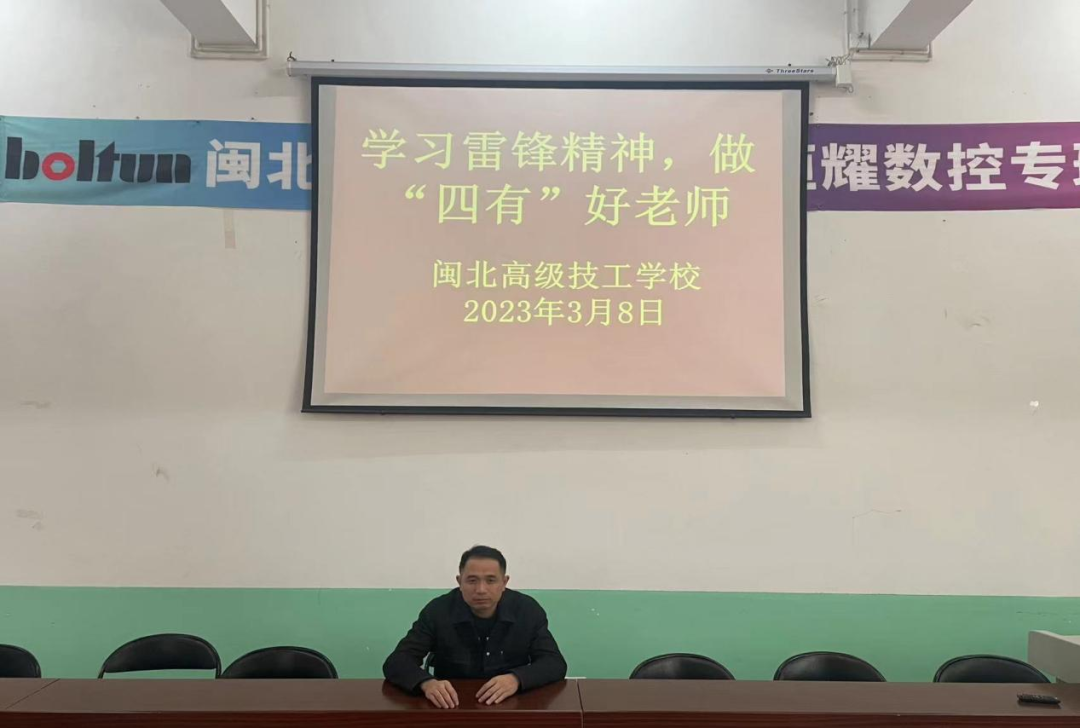 ThreeStars
boltun 闽北
学习雷锋精神，做
“四有”好老师
闽北高级技工学校
2023年3月8日
耀数控专